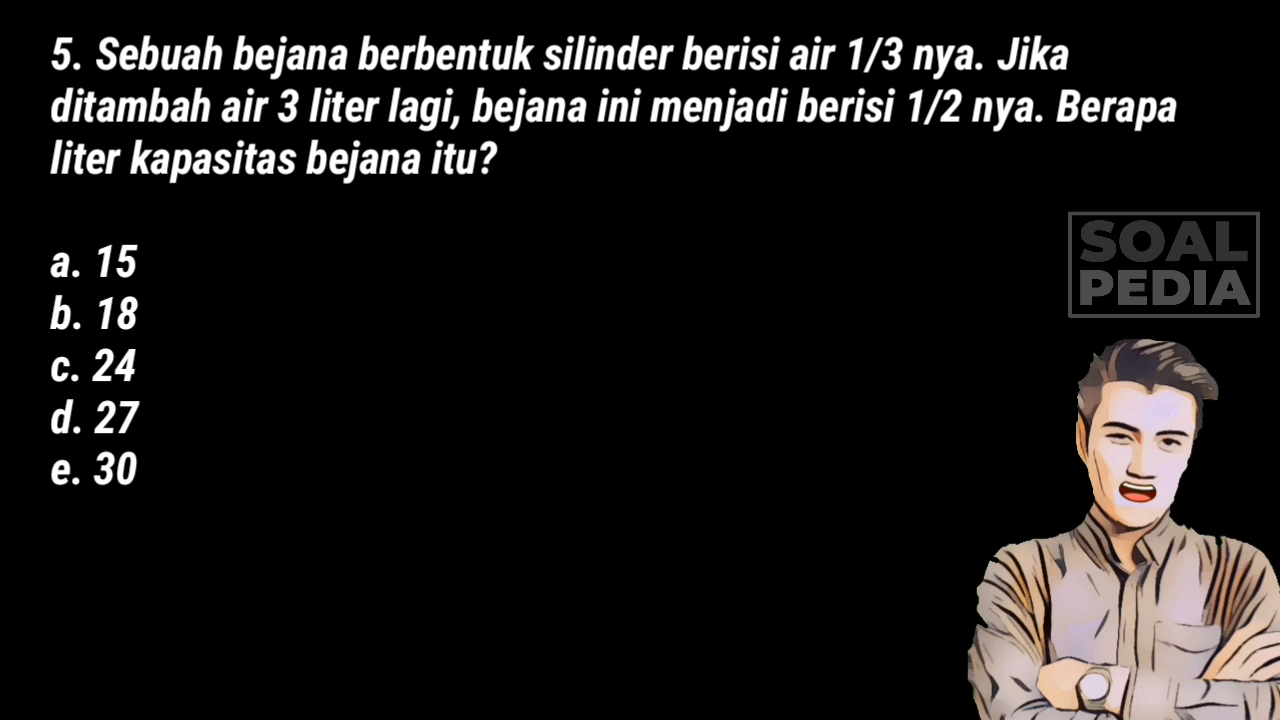 5. Sebuah bejana berbentuk silinder berisi air 1/3 nya. Jika
ditambah air 3 liter lagi, bejana ini menjadi berisi 1/2 nya. Berapa
liter kapasitas bejana itu?
a. 15
b. 18
c. 24
d. 27
e. 30
SOAL
PEDIA